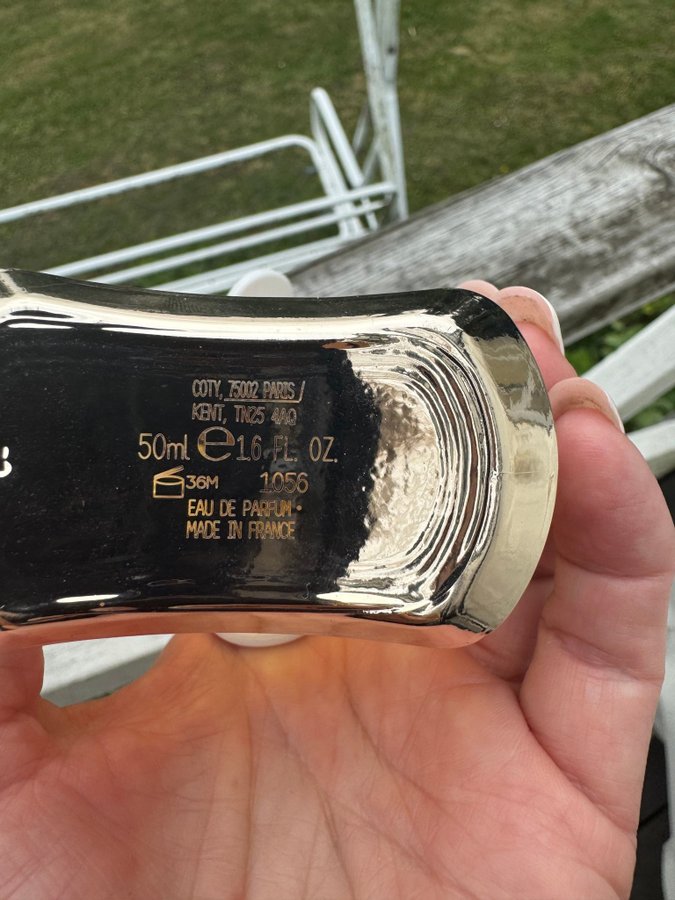 COTY, 75002 PARIS /
KENT, TN25 4AQ
50ml ℮ 1.6 FL. OZ.
36M 1056
EAU DE PARFUM •
MADE IN FRANCE